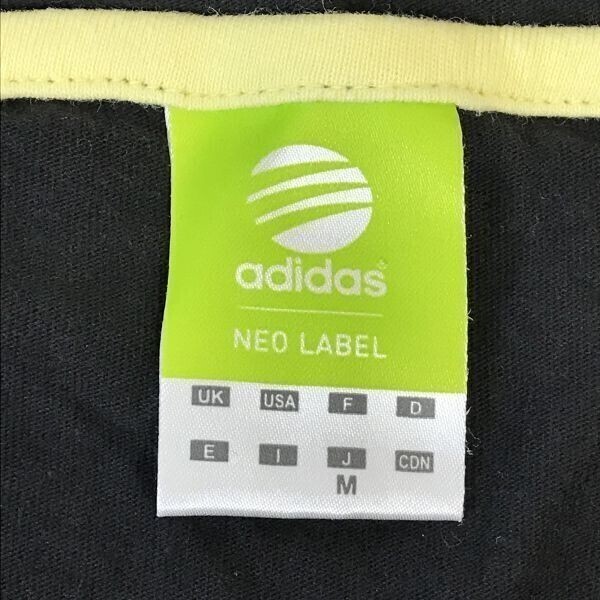 adidas®
NEO LABEL
UK USA F D
E I J CDN
M